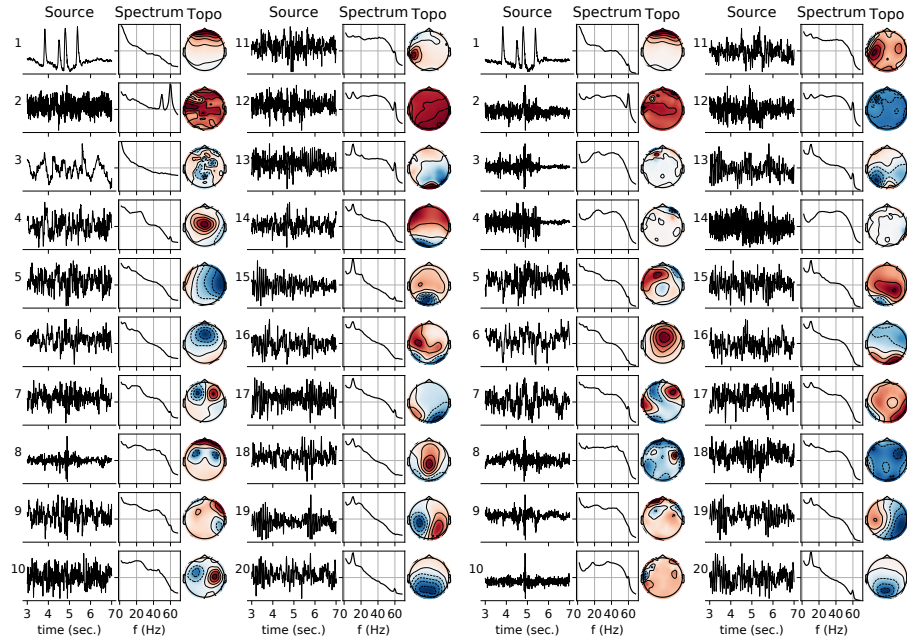 Source Spectrum Topo Source Spectrum Topo Source Spectrum Topo Source Spectrum Topo
1 11 1 11
2 12 2 12
3 13 3 13
4 14 4 14
5 15 5 15
6 16 6 16
7 17 7 17
8 18 8 18
9 19 9 19
10 20 10 20
3 4 5 6 70 20 40 60 3 4 5 6 70 20 40 60 3 4 5 6 70 20 40 60 3 4 5 6 70 20 40 60
time (sec.) f (Hz) time (sec.) f (Hz) time (sec.) f (Hz) time (sec.) f (Hz)